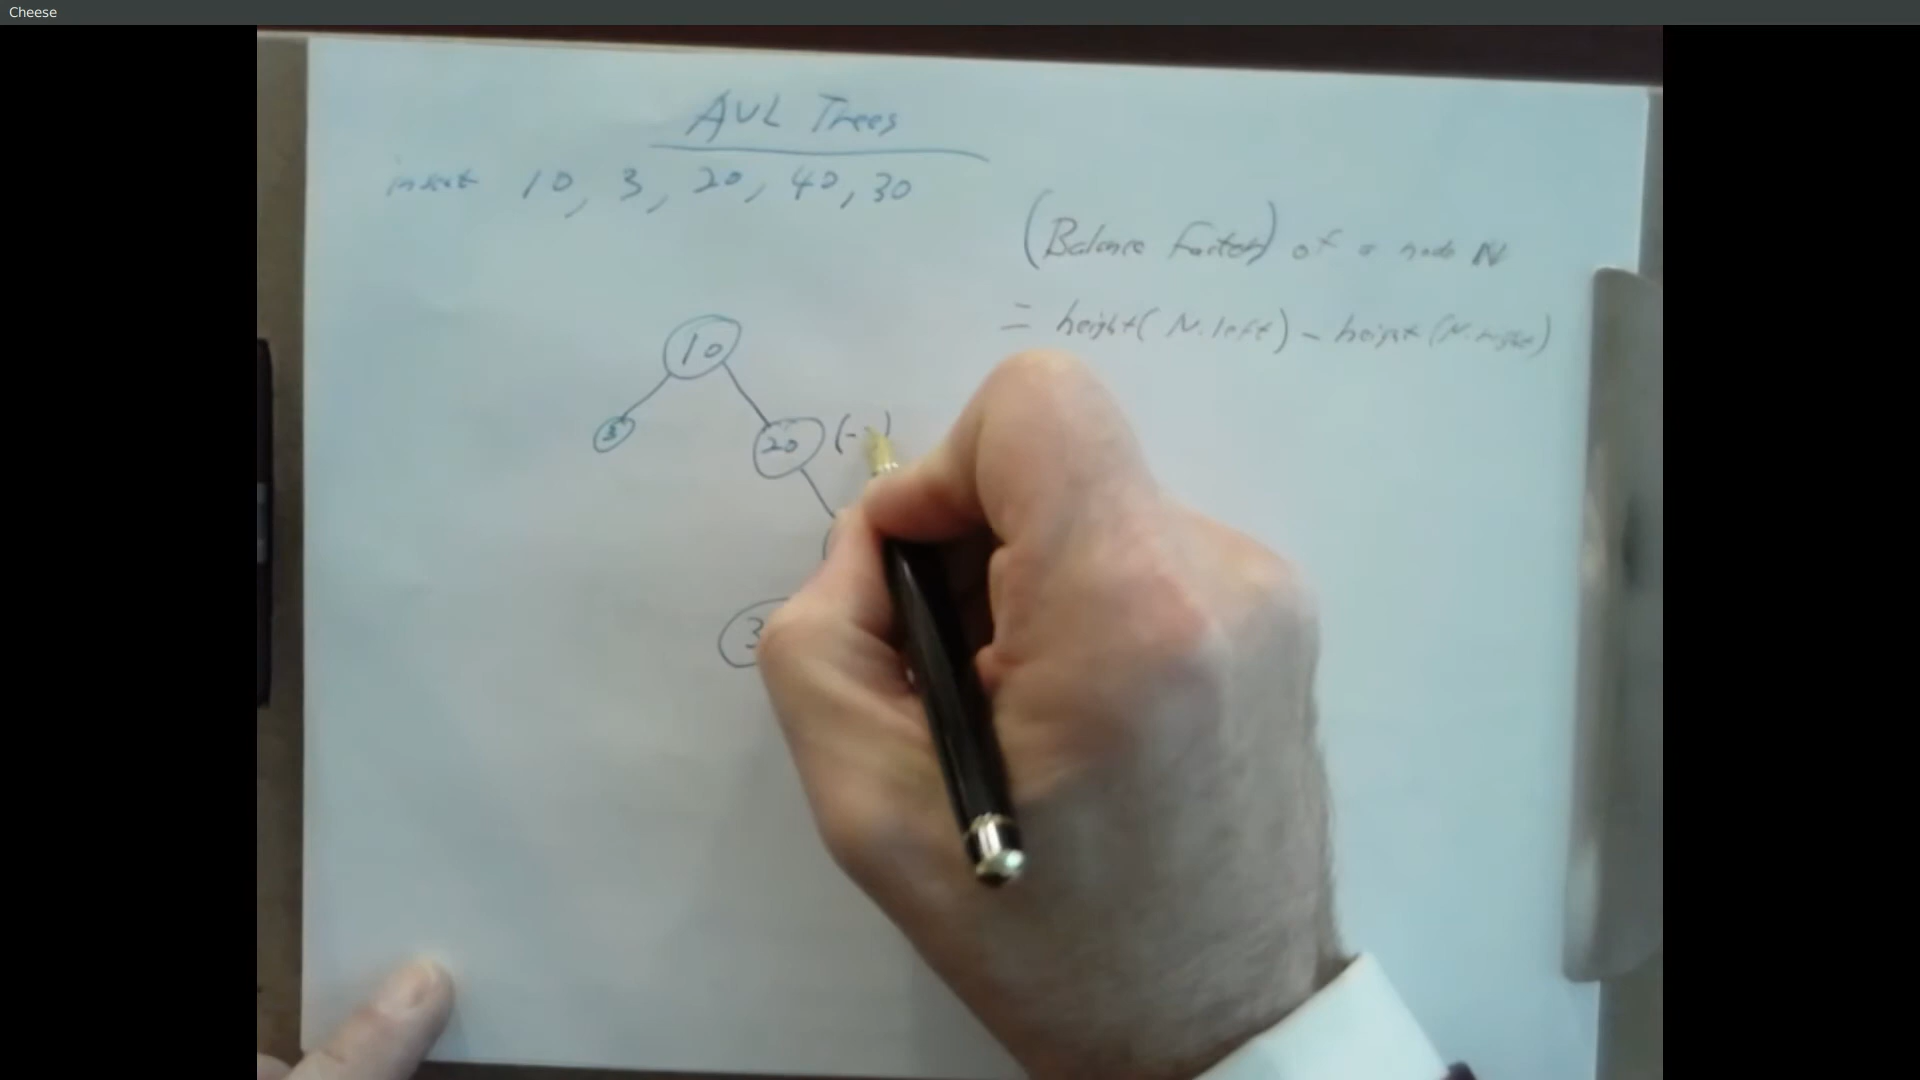 Cheese
AVL Trees
insert 10, 3, 20, 40, 30
(Balance Factor) of a node N
= height( N.left) - height(N.right)
10
3
20